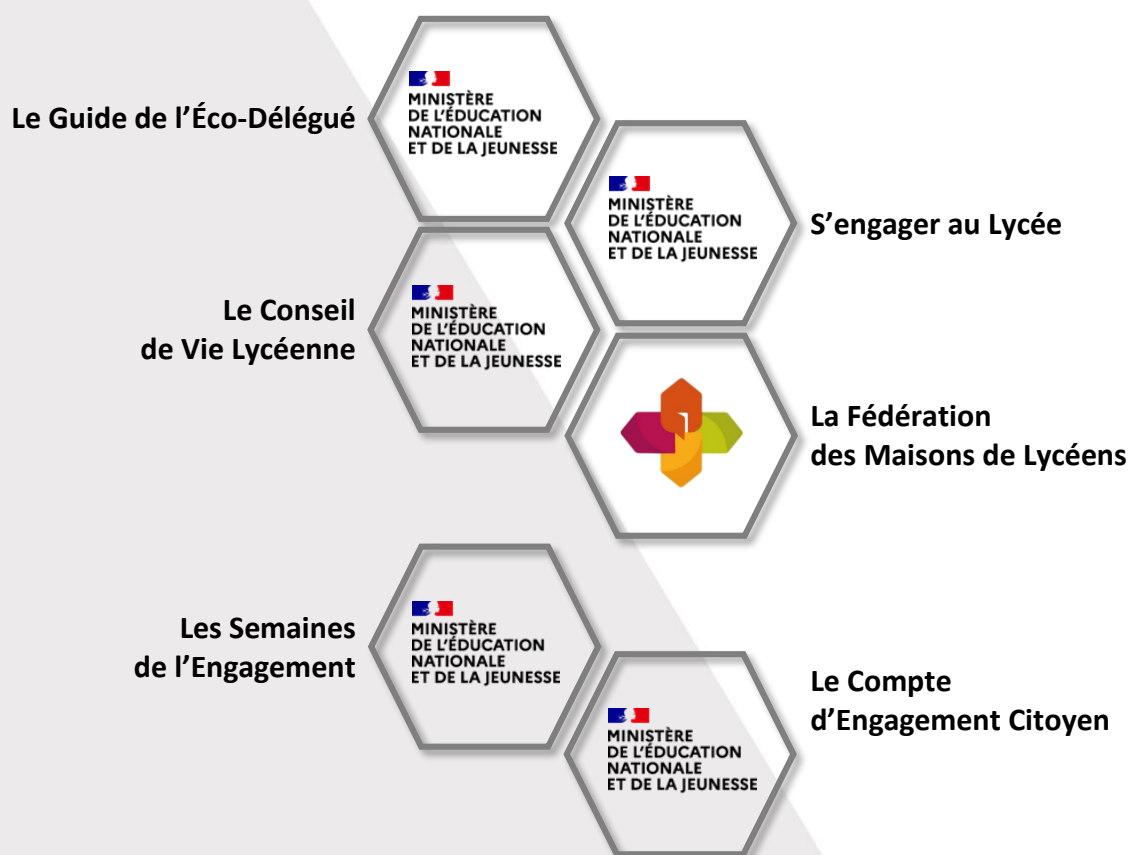 Le Guide de l'Éco-Délégué
MINISTÈRE
DE L'ÉDUCATION
NATIONALE
ET DE LA JEUNESSE
MINISTÈRE
DE L'ÉDUCATION
NATIONALE
ET DE LA JEUNESSE
S'engager au Lycée
Le Conseil
de Vie Lycéenne
MINISTÈRE
DE L'ÉDUCATION
NATIONALE
ET DE LA JEUNESSE
La Fédération
des Maisons de Lycéens
Les Semaines
de l'Engagement
MINISTÈRE
DE L'ÉDUCATION
NATIONALE
ET DE LA JEUNESSE
MINISTÈRE
DE L'ÉDUCATION
NATIONALE
ET DE LA JEUNESSE
Le Compte
d'Engagement Citoyen